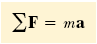 ∑F = ma